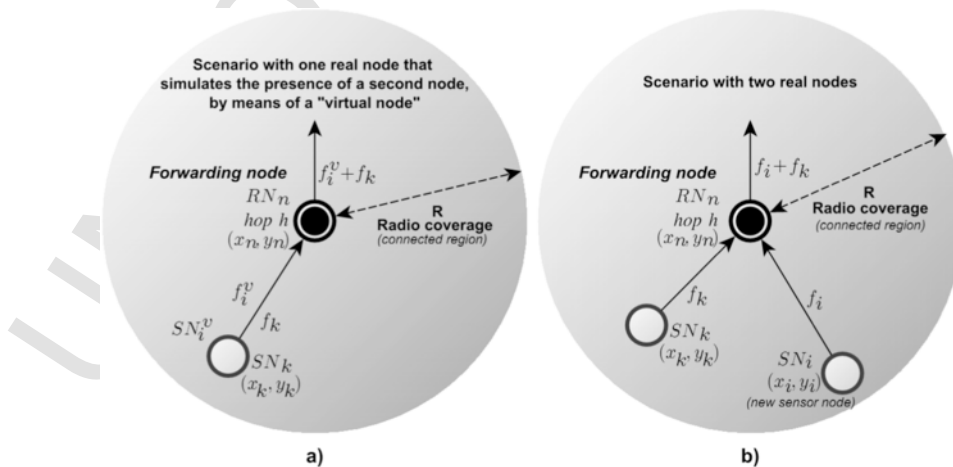 Scenario with one real node that
simulates the presence of a second node,
by means of a "virtual node"
Forwarding node
f_i^v+f_k
RN_n
hop h
(x_n,y_n)
R
Radio coverage
(connected region)
f_i^v
f_k
SN_i^v
SN_k
(x_k,y_k)
a)
Scenario with two real nodes
Forwarding node
f_i+f_k
RN_n
hop h
(x_n,y_n)
R
Radio coverage
(connected region)
f_k
f_i
SN_k
(x_k,y_k)
SN_i
(x_i,y_i)
(new sensor node)
b)